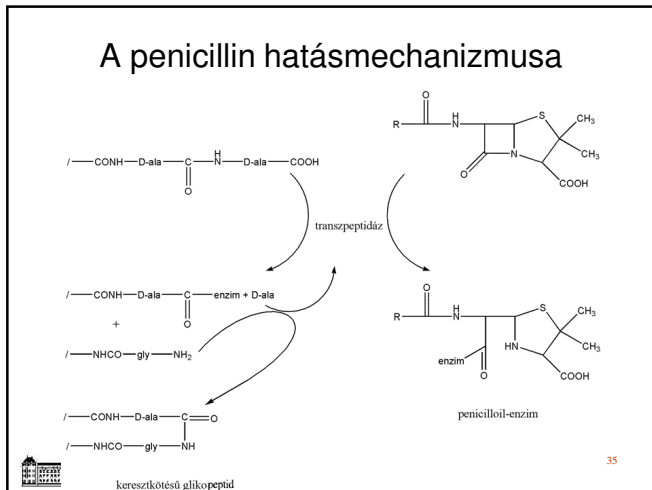 A penicillin hatásmechanizmusa
O
R N H S CH3
CH3
O N
COOH
/ CONH D-ala C H N D-ala COOH
O
transzpeptidáz
/ CONH D-ala C enzim + D-ala
O
+
/ NHCO gly NH2
O
R N H S CH3
CH3
enzim HN
O
COOH
penicilloil-enzim
/ CONH D-ala C O
/ NHCO gly NH
keresztkötésű glikopeptid
35